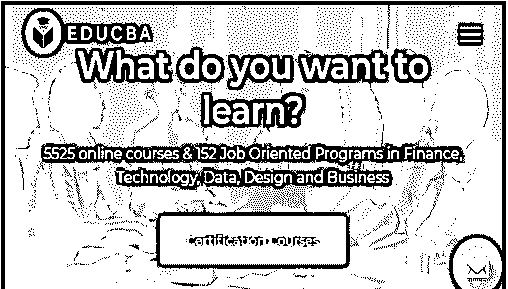 EDUCBA
What do you want to
learn?
5525 online courses & 152 Job Oriented Programs in Finance,
Technology, Data, Design and Business
Certification Courses